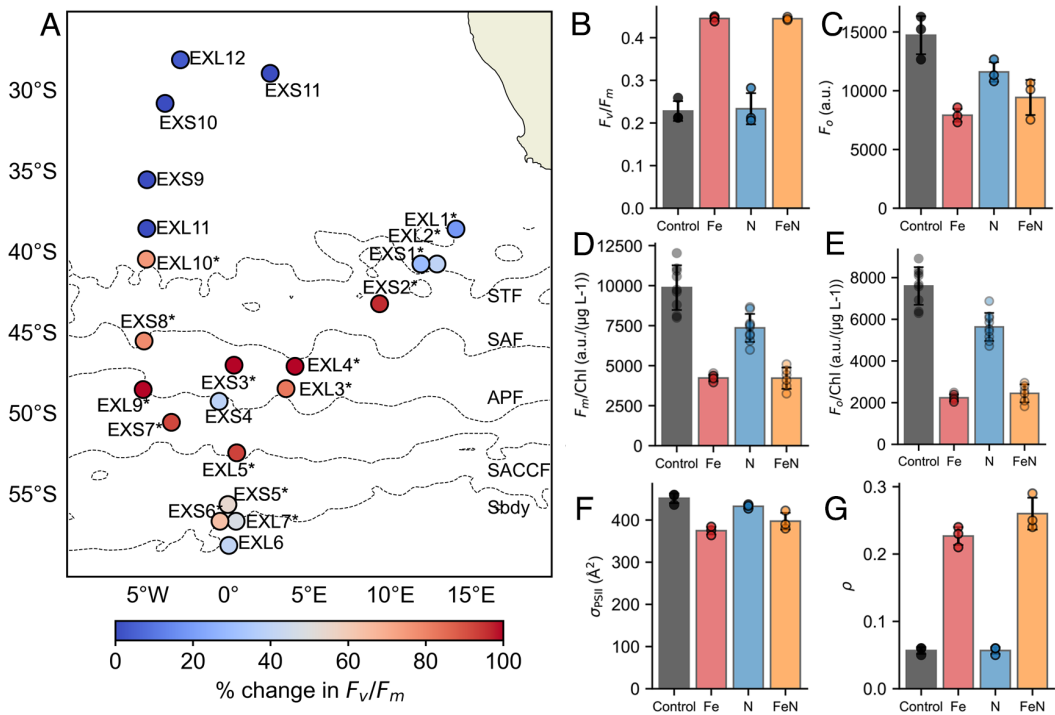 A
30°S
35°S
40°S
45°S
50°S
55°S
5°W
0°
5°E
10°E
15°E
EXL12
EXS11
EXS10
EXS9
EXL11
EXL10*
EXL1*
EXL2*
EXS1*
EXS2*
STF
EXS8*
SAF
EXL4*
EXS3*
EXL3*
EXL9*
EXS4
APF
EXS7*
EXL5*
SACCF
EXS5*
Sbdy
EXS6*
EXL7*
EXL6
0
20
40
60
80
100
% change in Fv/Fm
B
Fv/Fm
0.4
0.3
0.2
0.1
0.0
Control Fe N FeN
C
Fo (a.u.)
15000
10000
5000
0
Control Fe N FeN
D
Fm/Chl (a.u./(μg L-1))
12500
10000
7500
5000
2500
0
Control Fe N FeN
E
Fo/Chl (a.u./(μg L-1))
8000
6000
4000
2000
0
Control Fe N FeN
F
σPSII (Å²)
400
300
200
100
0
Control Fe N FeN
G
ρ
0.3
0.2
0.1
0.0
Control Fe N FeN